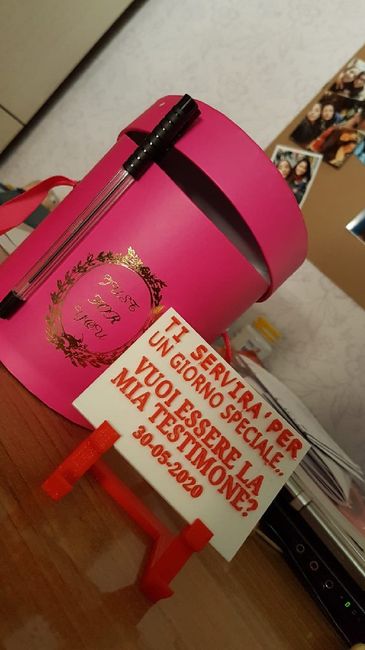 JUST
FOR
YOU
TI SERVIRA' PER
UN GIORNO SPECIALE..
VUOI ESSERE LA
MIA TESTIMONE?
30-05-2020